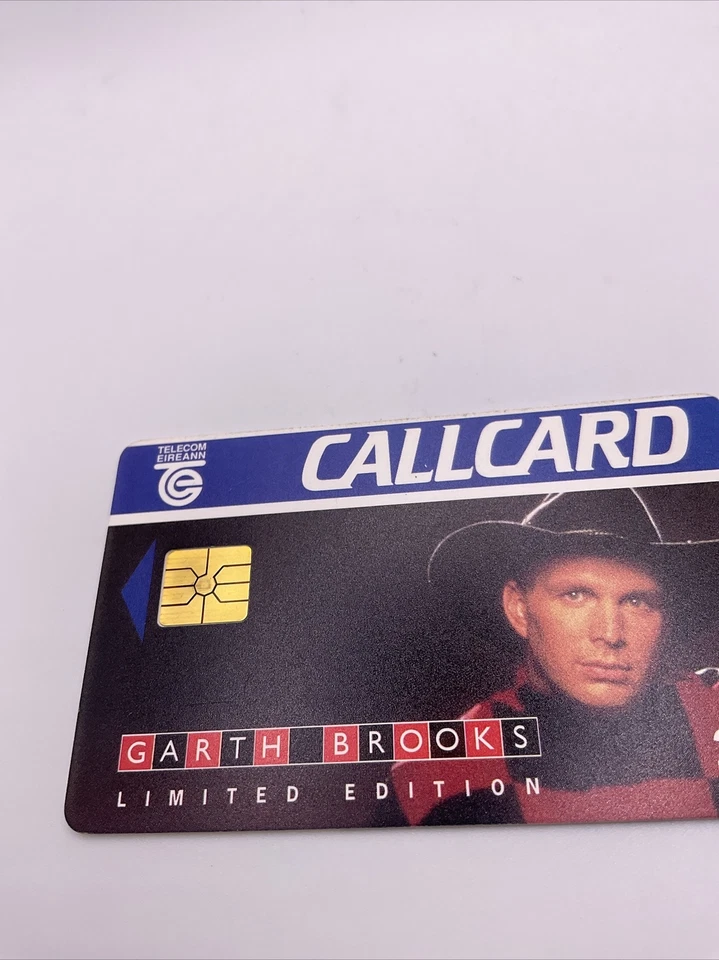 TELECOM
EIREANN
CALLCARD
GARTH BROOKS
LIMITED EDITION